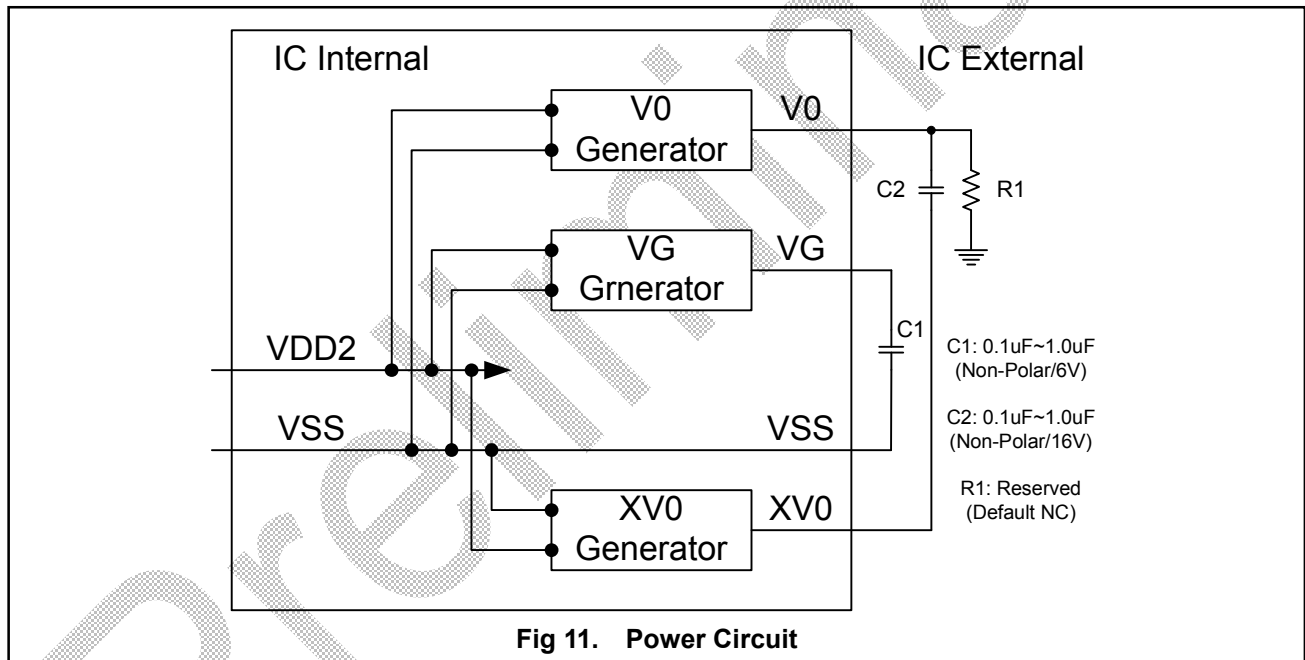 IC Internal
IC External
V0
Generator
V0
C2
R1
VG
Grnerator
VG
C1
VDD2
C1: 0.1uF~1.0uF
(Non-Polar/6V)
VSS
VSS
C2: 0.1uF~1.0uF
(Non-Polar/16V)
XV0
Generator
XV0
R1: Reserved
(Default NC)
Fig 11. Power Circuit